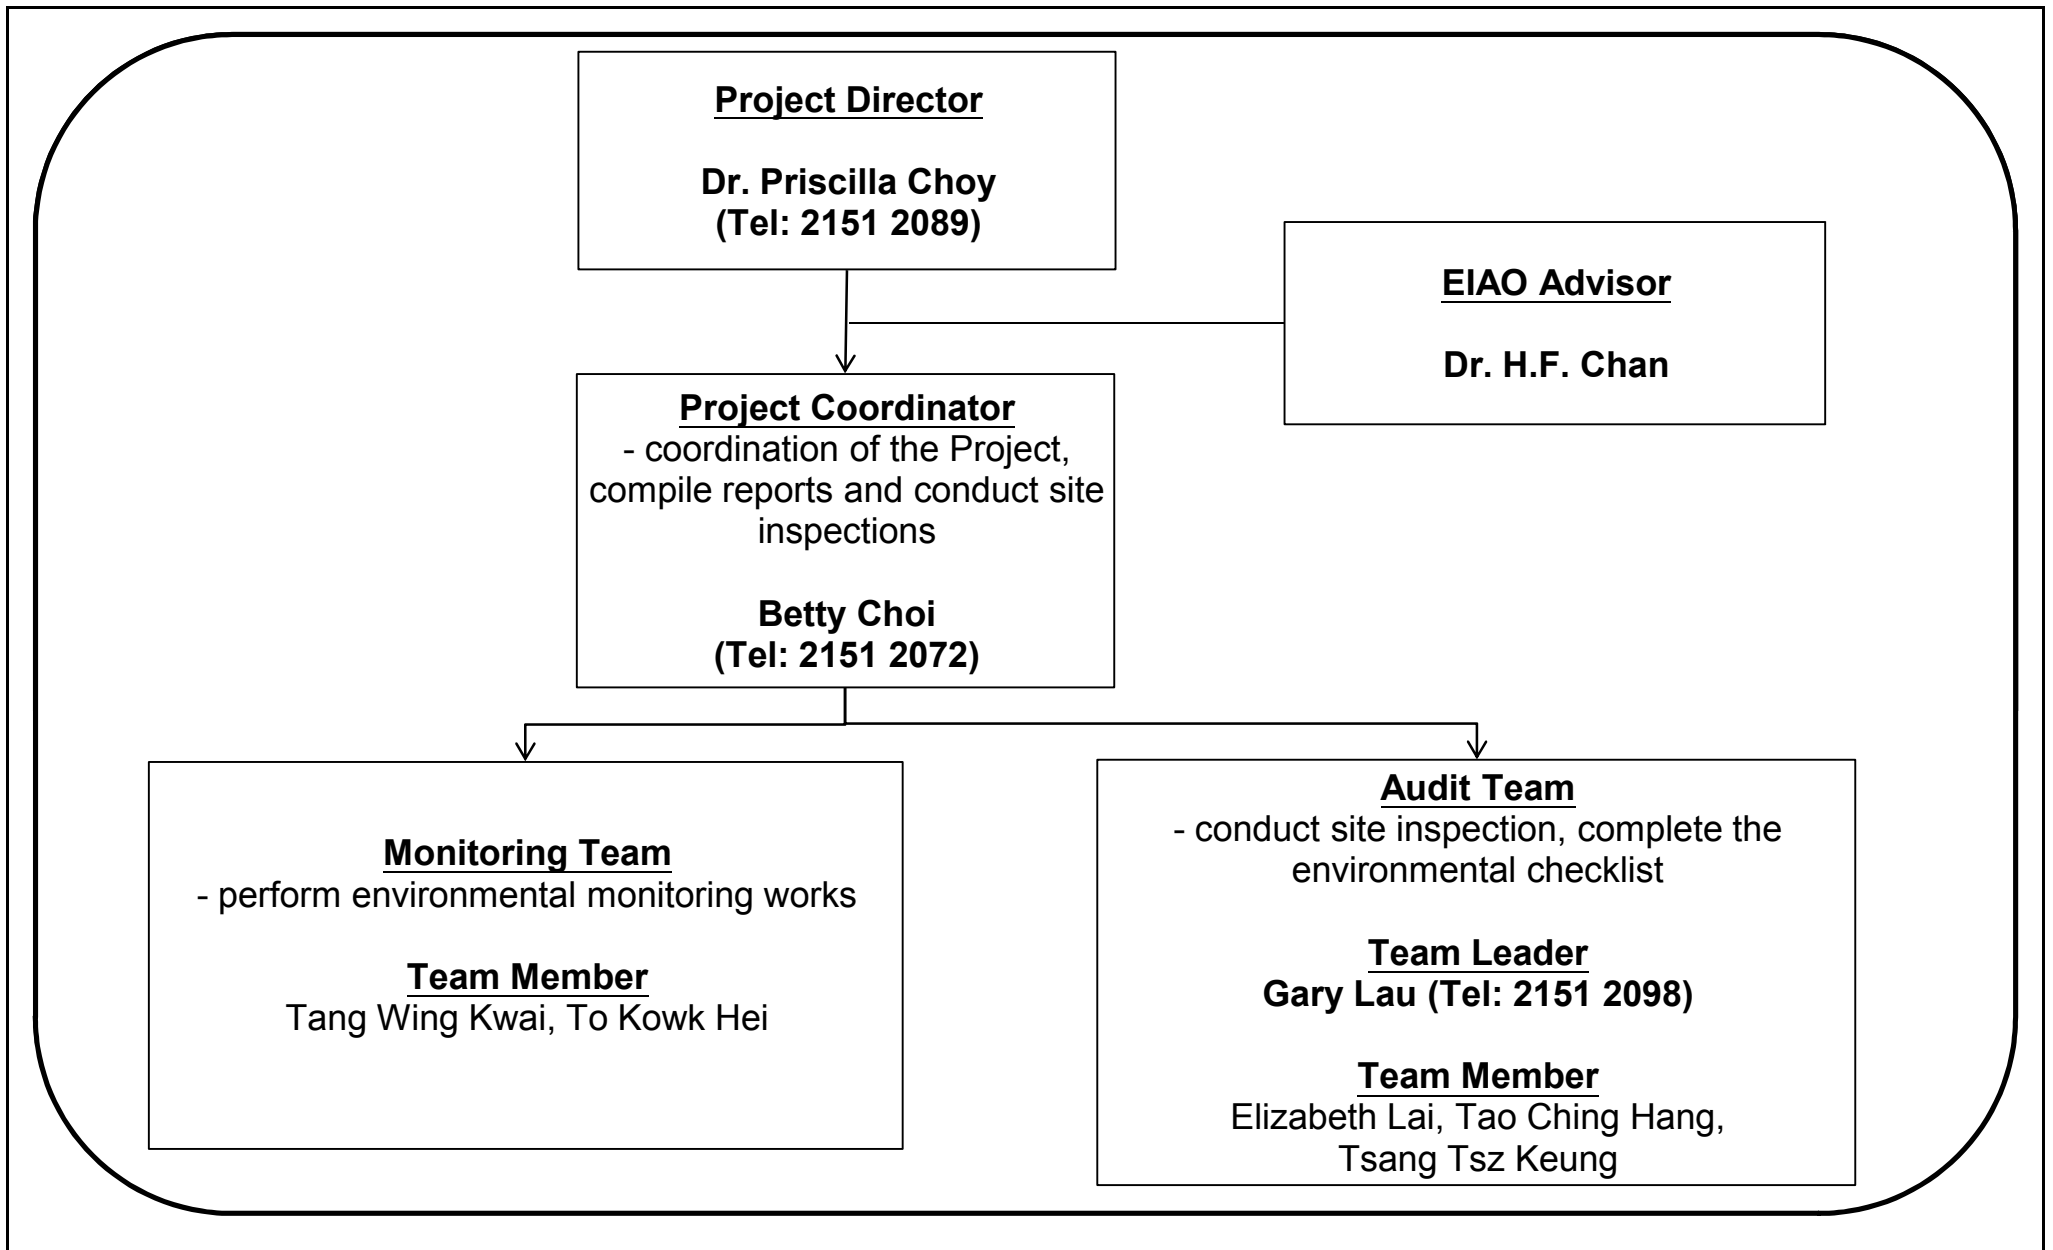 Project Director
Dr. Priscilla Choy
(Tel: 2151 2089)
EIAO Advisor
Dr. H.F. Chan
Project Coordinator
- coordination of the Project,
compile reports and conduct site
inspections
Betty Choi
(Tel: 2151 2072)
Monitoring Team
- perform environmental monitoring works
Team Member
Tang Wing Kwai, To Kowk Hei
Audit Team
- conduct site inspection, complete the
environmental checklist
Team Leader
Gary Lau (Tel: 2151 2098)
Team Member
Elizabeth Lai, Tao Ching Hang,
Tsang Tsz Keung